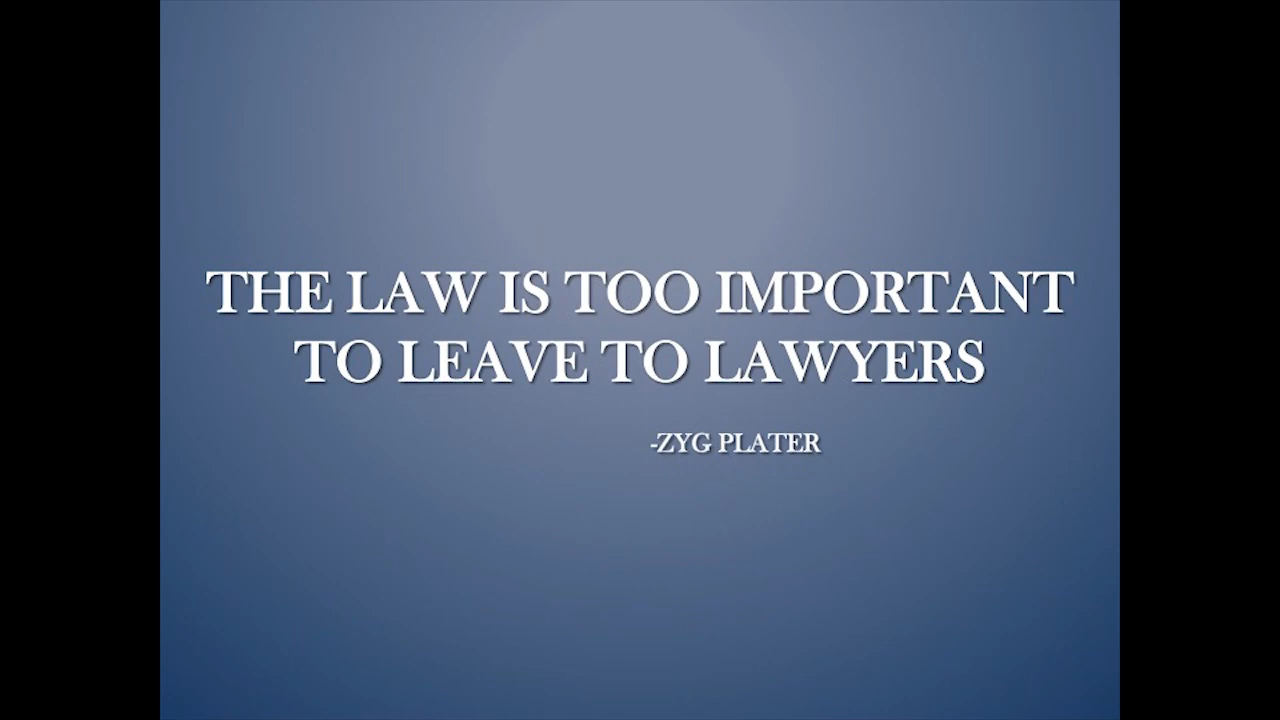 THE LAW IS TOO IMPORTANT
TO LEAVE TO LAWYERS
-ZYG PLATER